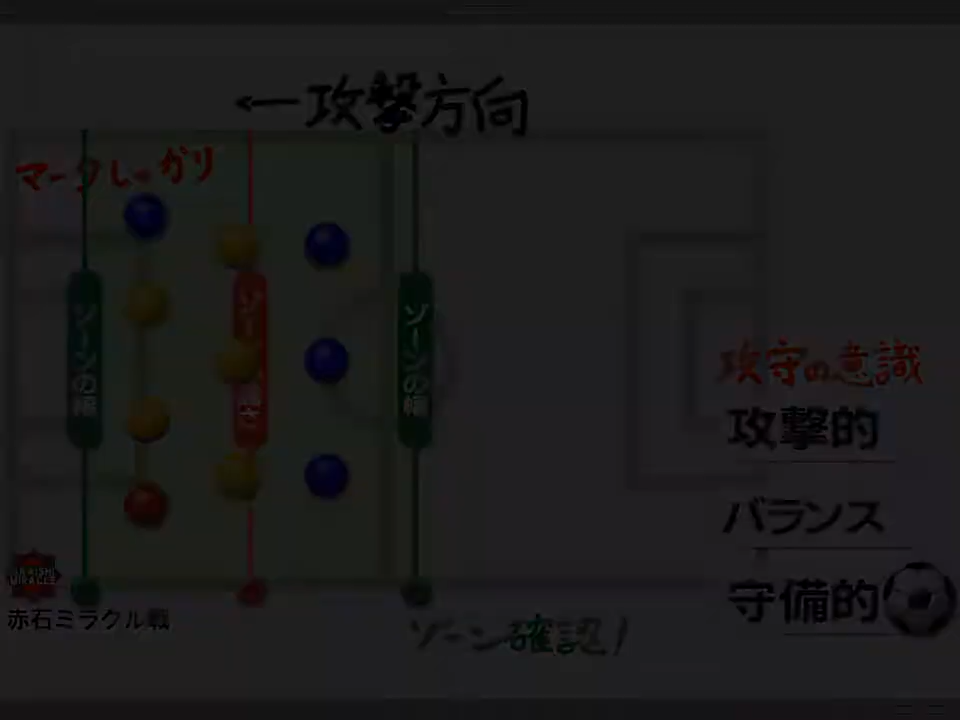 ←攻撃方向
マークしっかり
ゾーンの幅
ゾーンの幅
攻守の意識
攻撃的
バランス
守備的
AKAISHI
MIRACLE
赤石ミラクル戦
ゾーン確認!